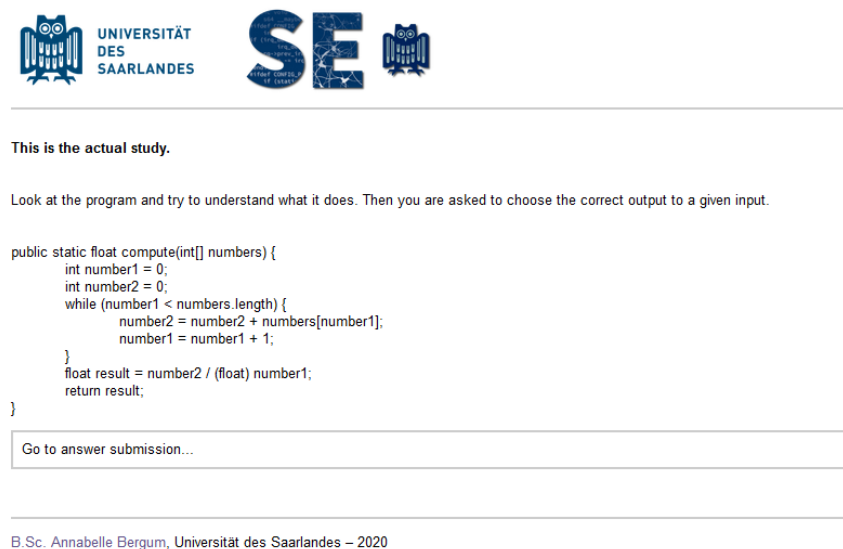 UNIVERSITÄT
DES
SAARLANDES
SE
This is the actual study.
Look at the program and try to understand what it does. Then you are asked to choose the correct output to a given input.
public static float compute(int[] numbers) {
int number1 = 0;
int number2 = 0;
while (number1 < numbers.length) {
number2 = number2 + numbers[number1];
number1 = number1 + 1;
}
float result = number2 / (float) number1;
return result;
}
Go to answer submission...
B.Sc. Annabelle Bergum, Universität des Saarlandes – 2020